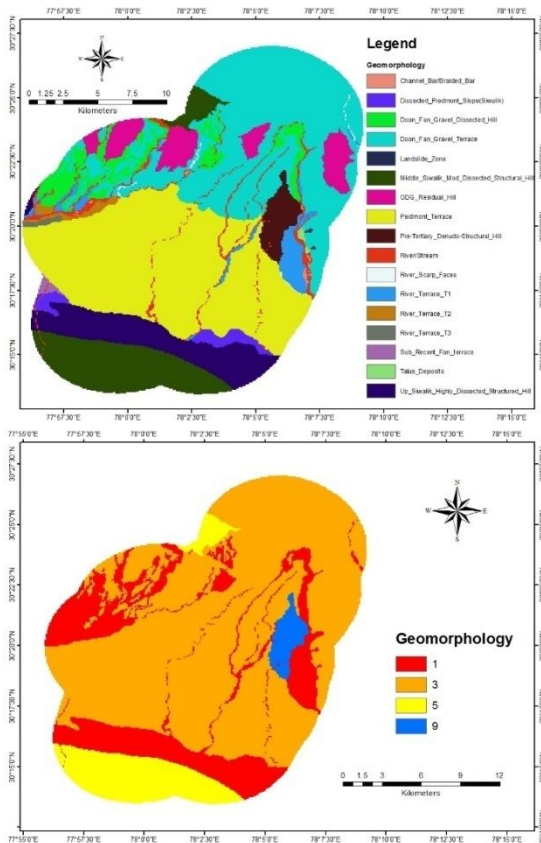 77°57'30"E 78°0'0"E 78°2'30"E 78°5'0"E 78°7'30"E 78°10'0"E 78°12'30"E 78°15'0"E
30°27'30"N
30°25'0"N
30°22'30"N
30°20'0"N
30°17'30"N
30°15'0"N
0 1.25 2.5 5 7.5 10
Kilometers
Legend
Geomorphology
Channel_Bar/Braided_Bar
Dissected_Piedmont_Slope(Siwalik)
Doon_Fan_Gravel_Dissected_Hill
Doon_Fan_Gravel_Terrace
Landslide_Zone
Middle_Siwalik_Mod_Dissected_Structural_Hill
ODG_Residual_Hill
Piedmont_Terrace
Pre-Tertiary_Denudo-Structural_Hill
River/Stream
River_Scarp_Faces
River_Terrace_T1
River_Terrace_T2
River_Terrace_T3
Sub_Recent_Fan_terrace
Talus_Deposits
Up_Siwalik_Highly_Dissected_Structured_Hill
77°57'30"E 78°0'0"E 78°2'30"E 78°5'0"E 78°7'30"E 78°10'0"E 78°12'30"E 78°15'0"E
77°55'0"E 77°57'30"E 78°0'0"E 78°2'30"E 78°5'0"E 78°7'30"E 78°10'0"E 78°12'30"E 78°15'0"E
30°27'30"N
30°25'0"N
30°22'30"N
30°20'0"N
30°17'30"N
30°15'0"N
N
W E
S
Geomorphology
1
3
5
9
0 1.5 3 6 9 12
Kilometers
77°55'0"E 77°57'30"E 78°0'0"E 78°2'30"E 78°5'0"E 78°7'30"E 78°10'0"E 78°12'30"E 78°15'0"E